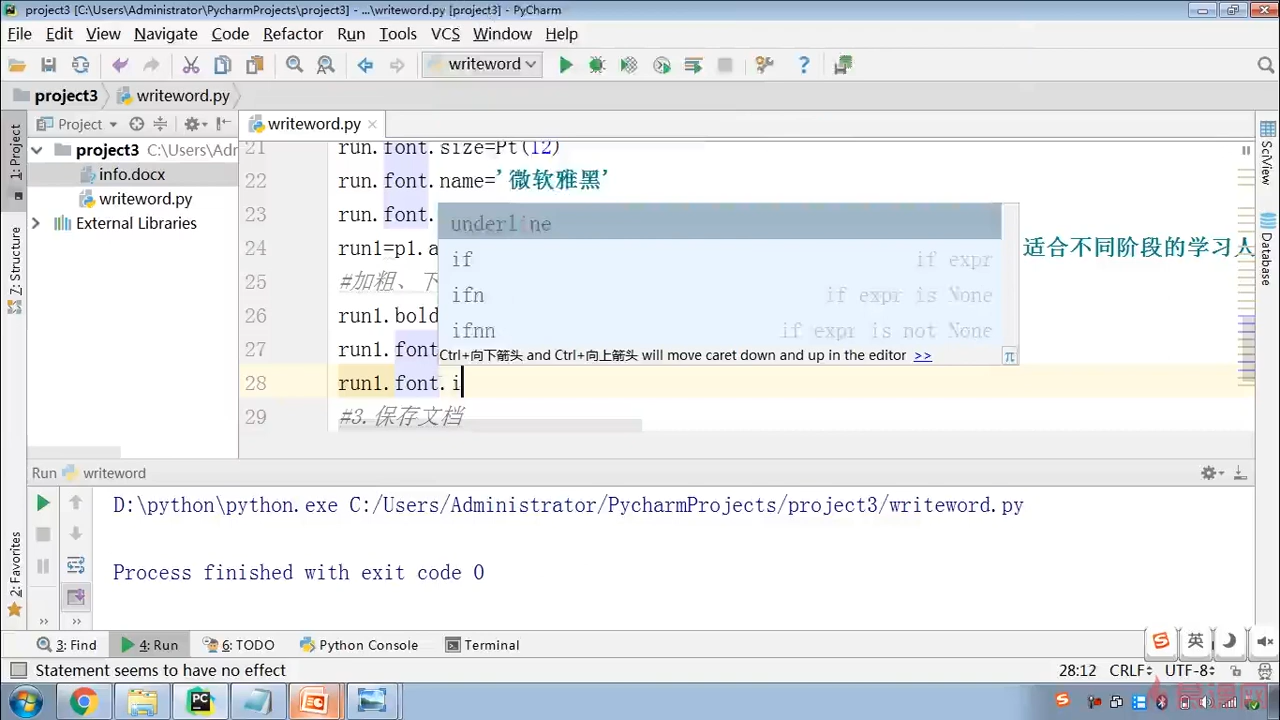 project3 [C:\Users\Administrator\PycharmProjects\project3] - ...\writeword.py [project3] - PyCharm
File Edit View Navigate Code Refactor Run Tools VCS Window Help
writeword
project3 writeword.py
Project
writeword.py
1: Project
project3 C:\Users\Adr
info.docx
writeword.py
External Libraries
Z: Structure
2: Favorites
SciView
Database
21 run.font.size=Pt(12)
22 run.font.name='微软雅黑'
23 run.font.
24 run1=p1.a 适合不同阶段的学习人
25 #加粗、下
26 run1.bold
27 run1.font
28 run1.font.i
29 #3.保存文档
underline
if if expr
ifn if expr is None
ifnn if expr is not None
Ctrl+向下箭头 and Ctrl+向上箭头 will move caret down and up in the editor >>
π
Run writeword
D:\python\python.exe C:/Users/Administrator/PycharmProjects/project3/writeword.py
Process finished with exit code 0
3: Find 4: Run 6: TODO Python Console Terminal
英
Statement seems to have no effect 28:12 CRLF UTF-8